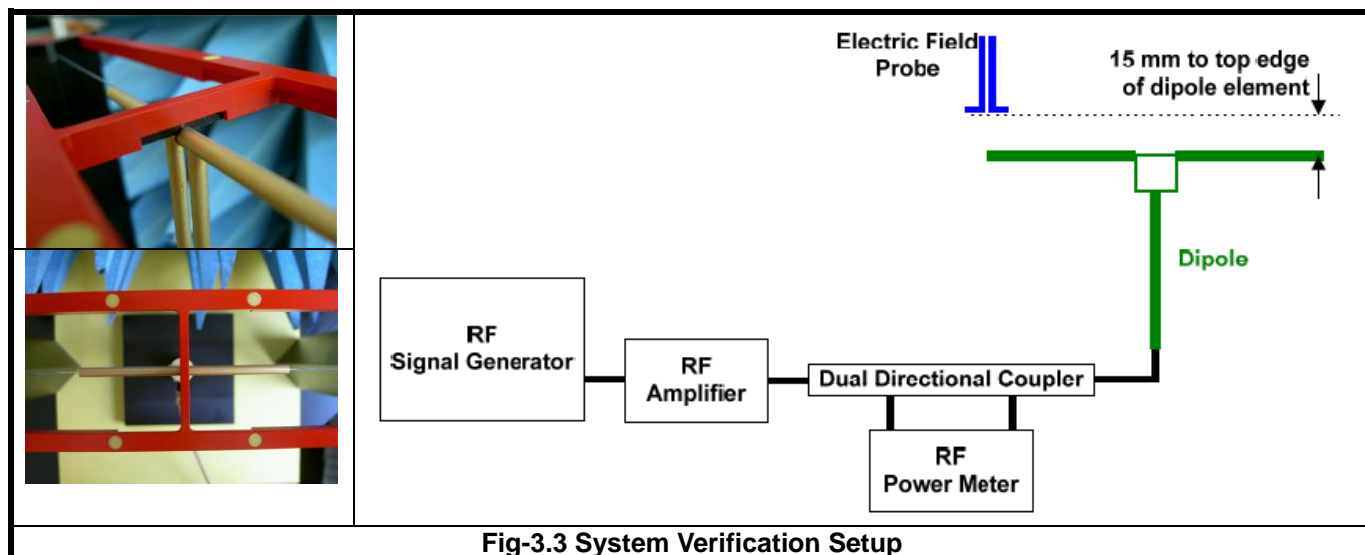 Electric Field
Probe
15 mm to top edge
of dipole element
Dipole
RF
Signal Generator
RF
Amplifier
Dual Directional Coupler
RF
Power Meter
Fig-3.3 System Verification Setup